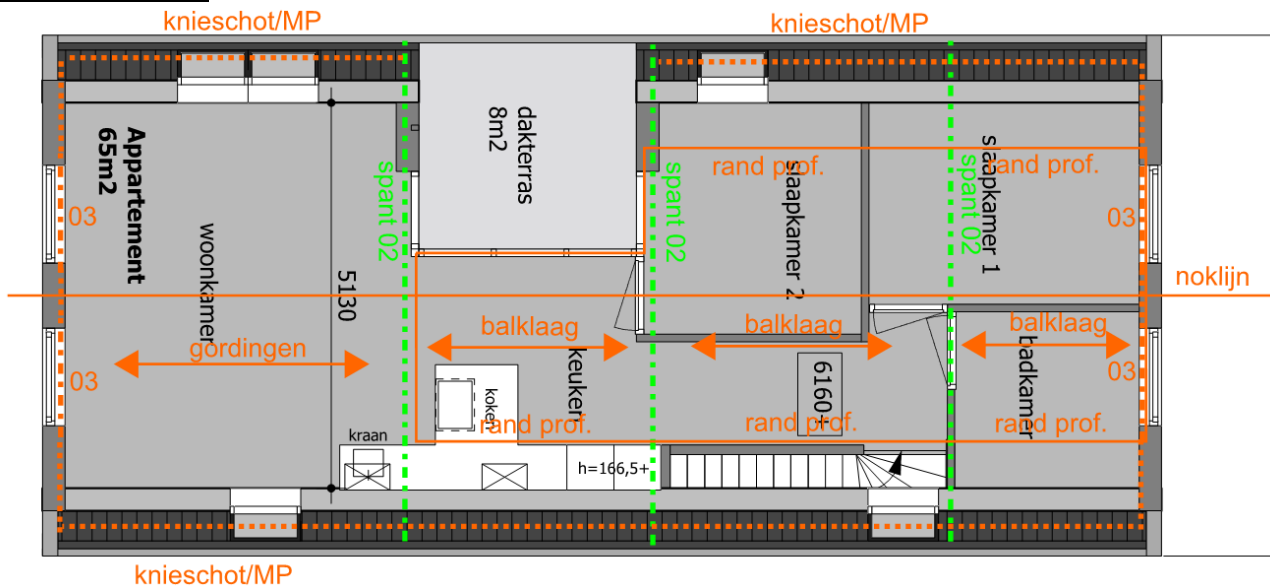 knieschot/MP
knieschot/MP
Appartement
65m2
dakterras
8m2
rand prof.
rand prof.
slaapkamer 1
slaapkamer 2
spant 02
spant 02
spant 02
03
03
woonkamer
5130
noklijn
gordingen
balklaag
balklaag
balklaag
keuken
badkamer
03
03
6160+
koken
rand prof.
rand prof.
rand prof.
kraan
h=166,5+
knieschot/MP